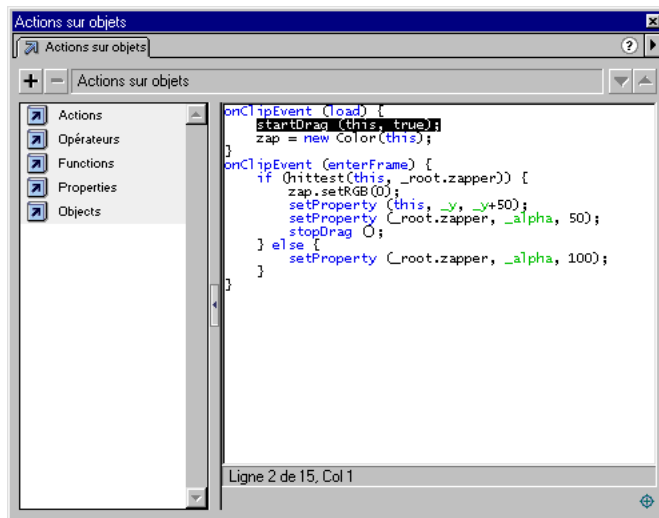 Actions sur objets
Actions sur objets
?
+ − Actions sur objets
Actions
Opérateurs
Functions
Properties
Objects
onClipEvent (load) {
startDrag (this, true);
zap = new Color(this);
}
onClipEvent (enterFrame) {
if (hittest(this, _root.zapper)) {
zap.setRGB(0);
setProperty (this, _y, _y+50);
setProperty (_root.zapper, _alpha, 50);
stopDrag ();
} else {
setProperty (_root.zapper, _alpha, 100);
}
}
Ligne 2 de 15, Col 1